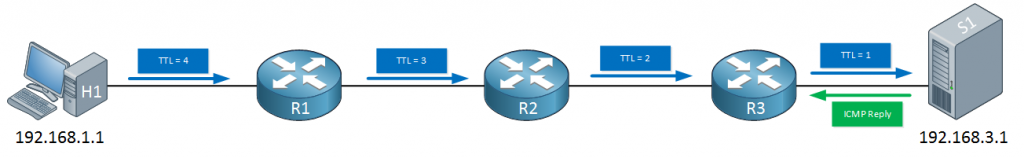 TTL = 4
TTL = 3
TTL = 2
TTL = 1
H1
R1
R2
R3
S1
ICMP Reply
192.168.1.1
192.168.3.1